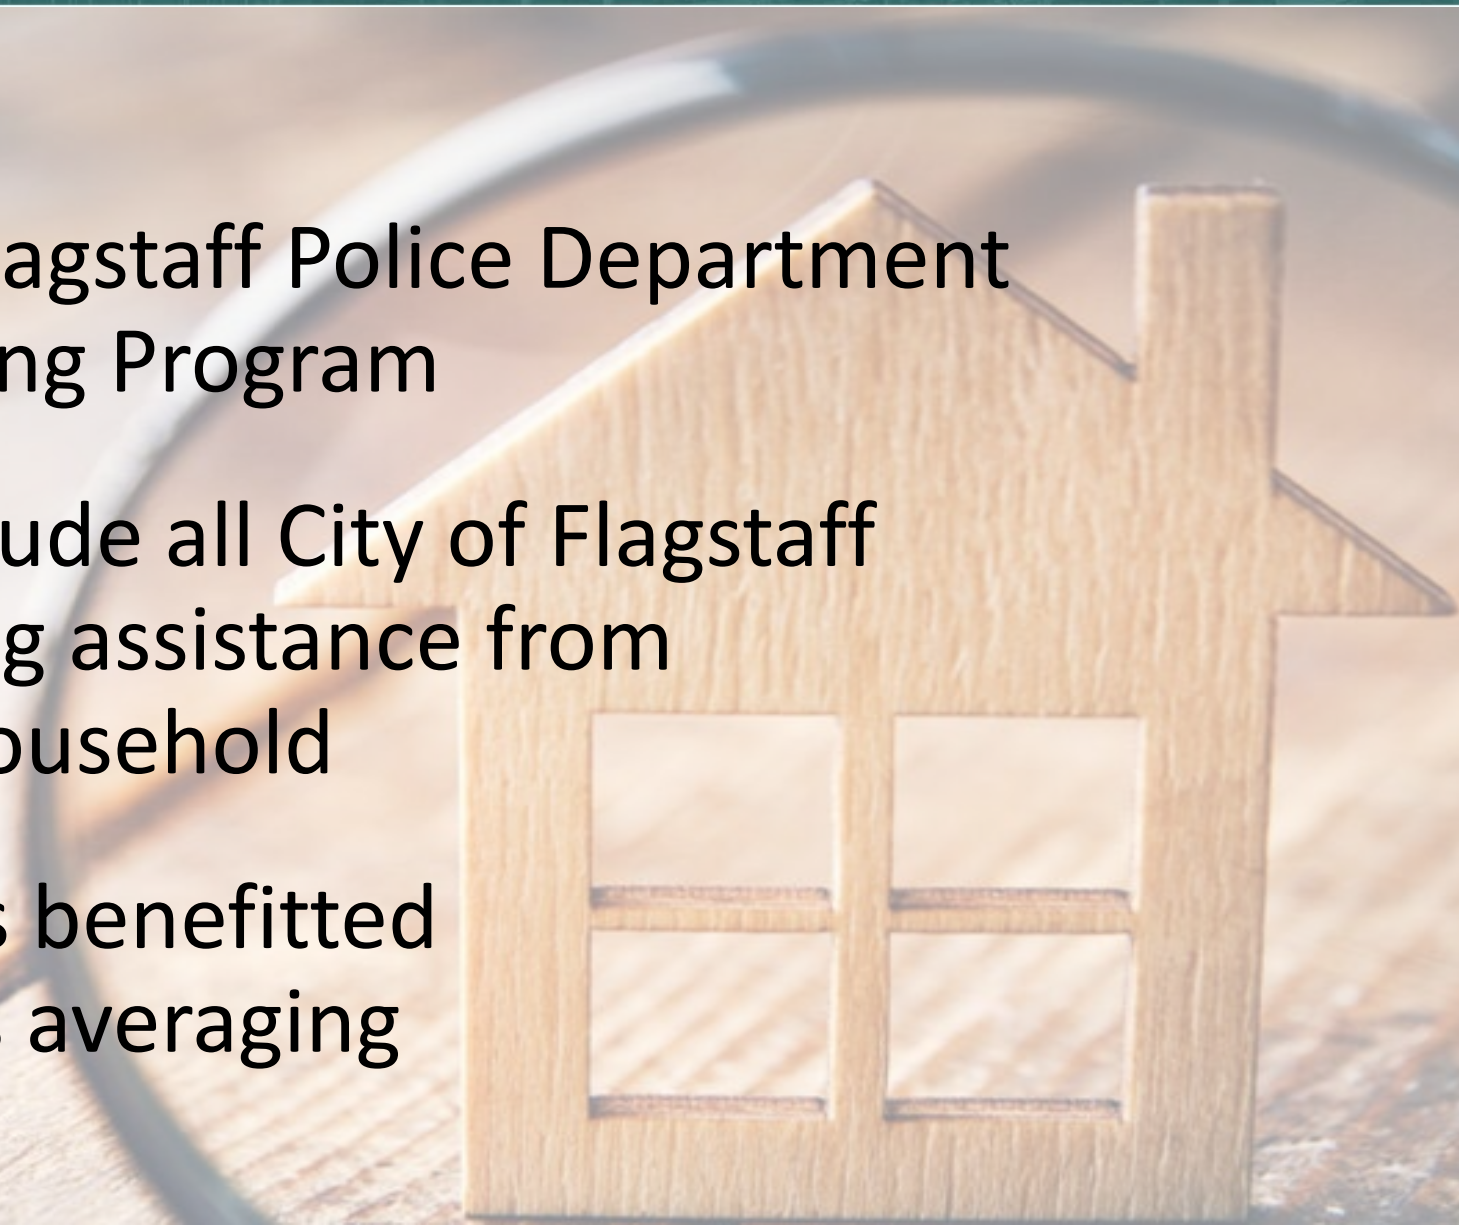 agstaff Police Department
ng Program
ude all City of Flagstaff
g assistance from
ousehold
s benefitted
s averaging